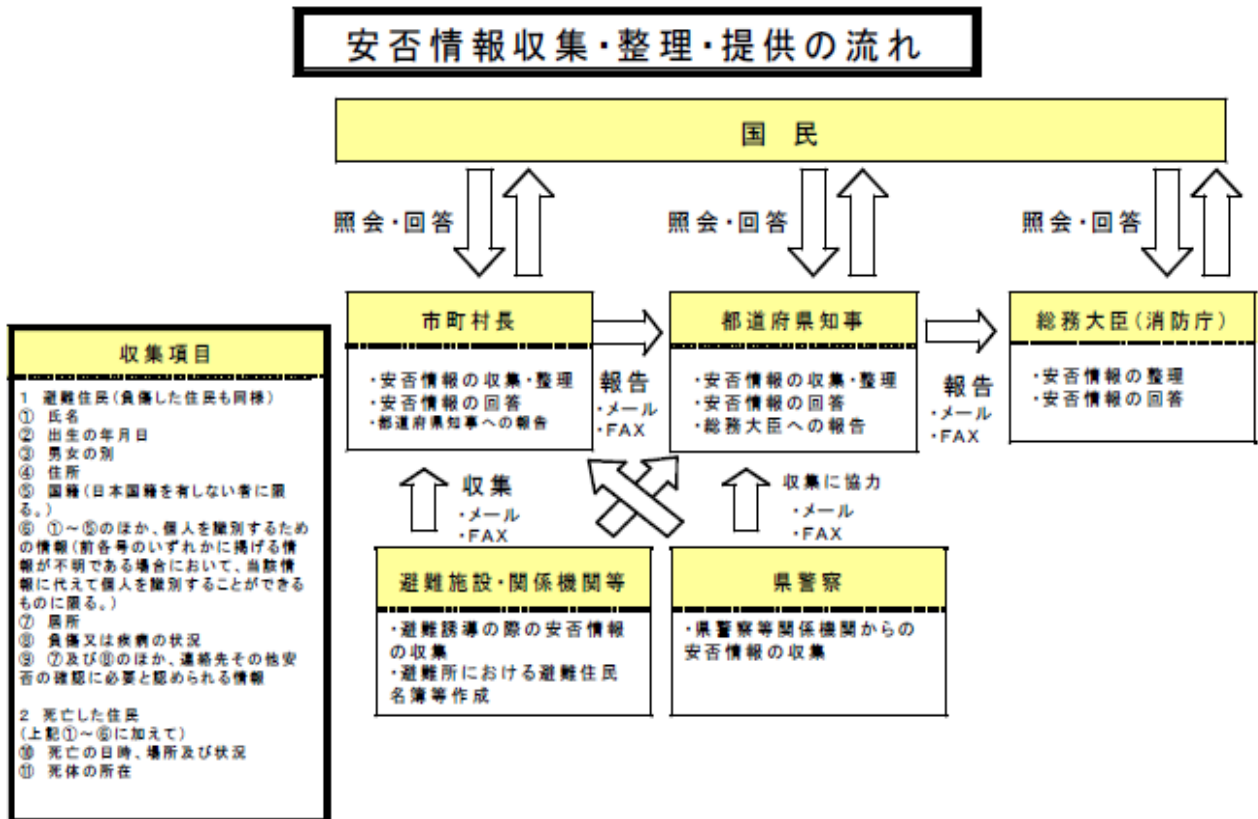 安否情報収集・整理・提供の流れ
国 民
照会・回答
照会・回答
照会・回答
市町村長
・安否情報の収集・整理
・安否情報の回答
・都道府県知事への報告
報告
・メール
・FAX
都道府県知事
・安否情報の収集・整理
・安否情報の回答
・総務大臣への報告
報告
・メール
・FAX
総務大臣(消防庁)
・安否情報の整理
・安否情報の回答
収集項目
1 避難住民(負傷した住民も同様)
① 氏名
② 出生の年月日
③ 男女の別
④ 住所
⑤ 国籍(日本国籍を有しない者に限
る。)
⑥ ①～⑤のほか、個人を識別するため
の情報(前各号のいずれかに掲げる情
報が不明である場合において、当該情
報に代えて個人を識別することができる
ものに限る。)
⑦ 居所
⑧ 負傷又は疾病の状況
⑨ ⑦及び⑧のほか、連絡先その他安
否の確認に必要と認められる情報
2 死亡した住民
(上記①～⑥に加えて)
⑩ 死亡の日時、場所及び状況
⑪ 死体の所在
収集
・メール
・FAX
収集に協力
・メール
・FAX
避難施設・関係機関等
・避難誘導の際の安否情報
の収集
・避難所における避難住民
名簿等作成
県警察
・県警察等関係機関からの
安否情報の収集